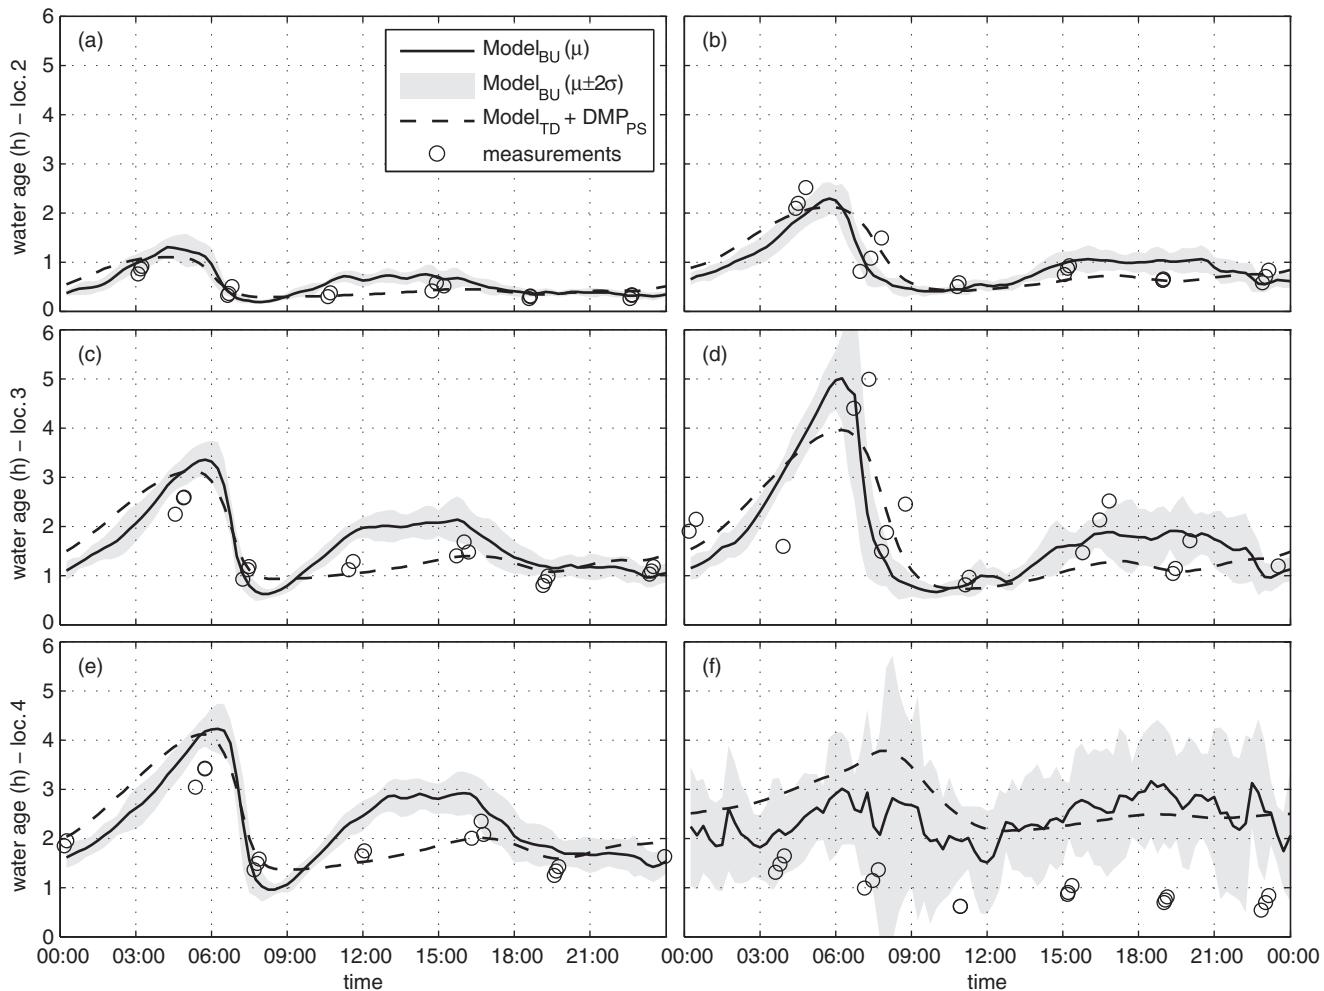 6
5
4
3
2
1
0
water age (h) – loc. 2
(a)
Model_BU (μ)
Model_BU (μ±2σ)
Model_TD + DMP_PS
measurements
(b)
6
5
4
3
2
1
0
water age (h) – loc. 3
(c)
(d)
6
5
4
3
2
1
0
water age (h) – loc. 4
(e)
(f)
00:00 03:00 06:00 09:00 12:00 15:00 18:00 21:00 00:00 03:00 06:00 09:00 12:00 15:00 18:00 21:00 00:00
time time